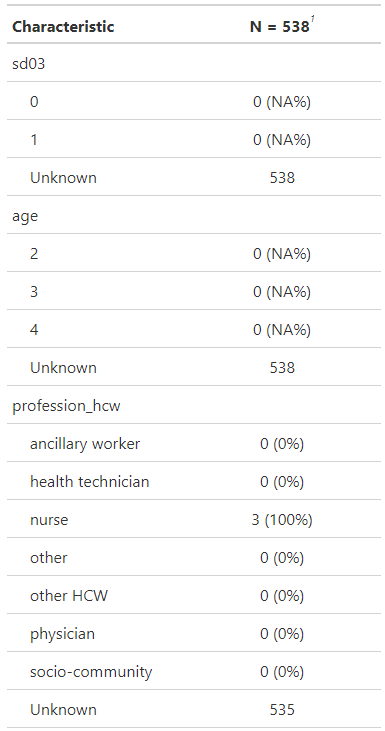 Characteristic N = 538¹
sd03
0 0 (NA%)
1 0 (NA%)
Unknown 538
age
2 0 (NA%)
3 0 (NA%)
4 0 (NA%)
Unknown 538
profession_hcw
ancillary worker 0 (0%)
health technician 0 (0%)
nurse 3 (100%)
other 0 (0%)
other HCW 0 (0%)
physician 0 (0%)
socio-community 0 (0%)
Unknown 535